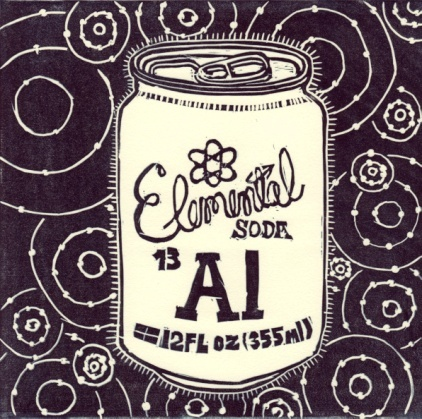 Elemental
SODA
13
Al
12FL OZ (355ml)